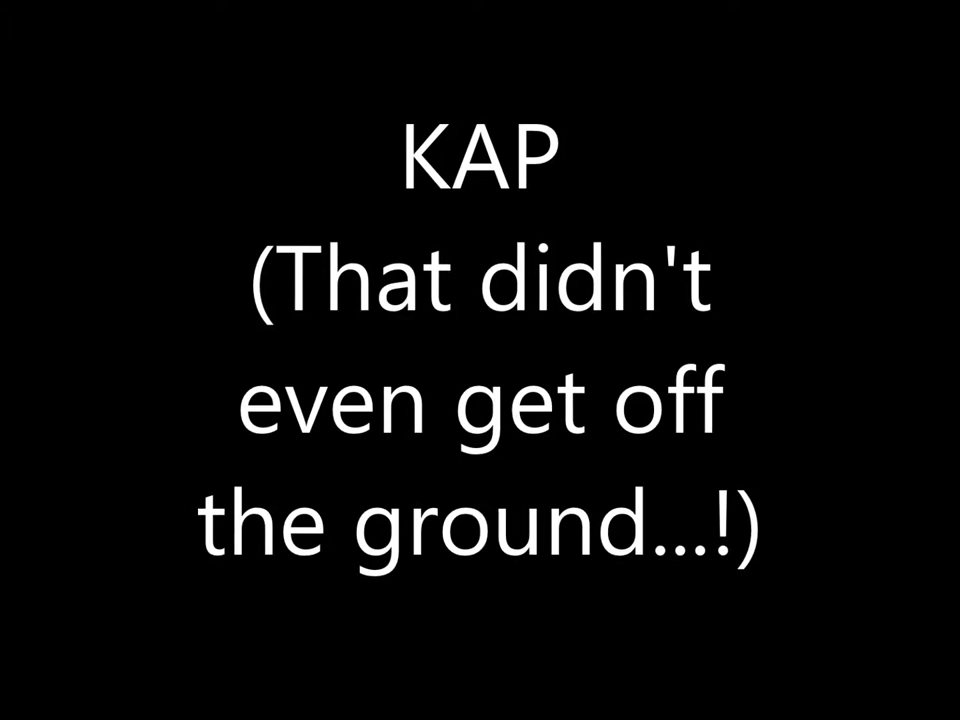 KAP
(That didn't
even get off
the ground...!)